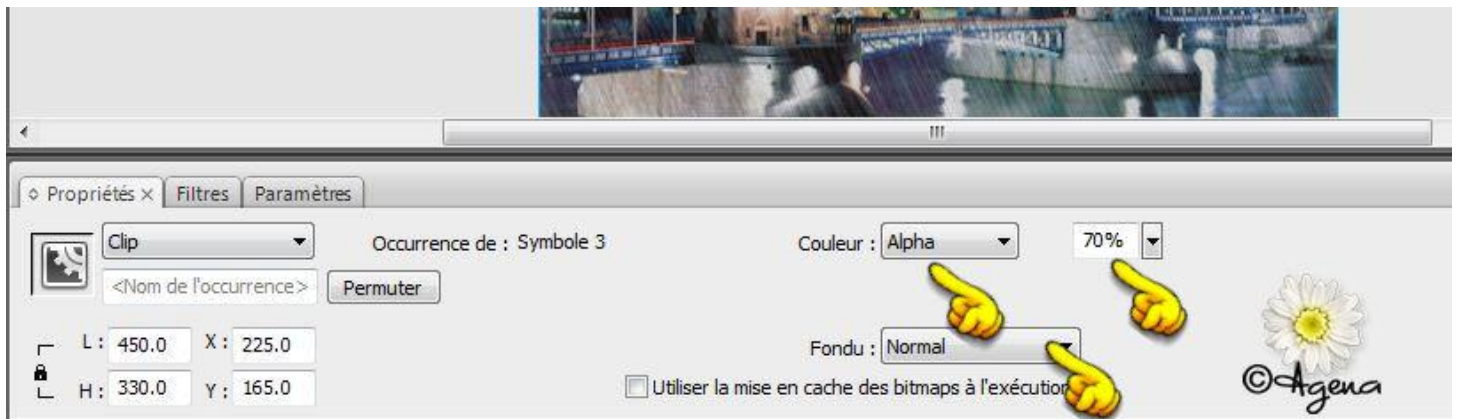 Propriétés × Filtres Paramètres
Clip Occurrence de : Symbole 3 Couleur : Alpha 70%
<Nom de l'occurrence> Permuter
L : 450.0 X : 225.0 Fondu : Normal
H : 330.0 Y : 165.0 Utiliser la mise en cache des bitmaps à l'exécution
©Agena